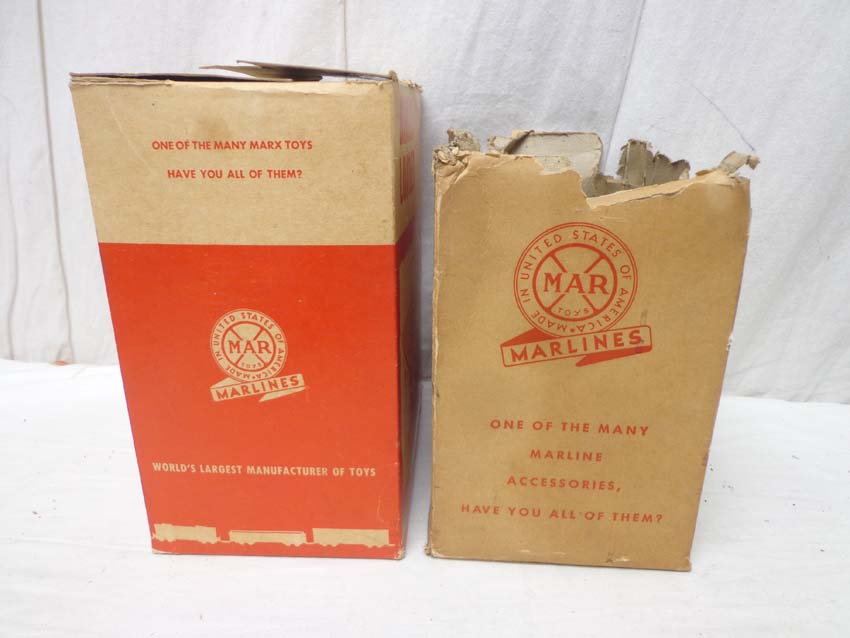 ONE OF THE MANY MARX TOYS
HAVE YOU ALL OF THEM?
MADE IN UNITED STATES OF AMERICA
MAR
TOYS
MARLINES
WORLD'S LARGEST MANUFACTURER OF TOYS
MADE IN UNITED STATES OF AMERICA
MAR
TOYS
MARLINES
ONE OF THE MANY
MARLINE
ACCESSORIES,
HAVE YOU ALL OF THEM?